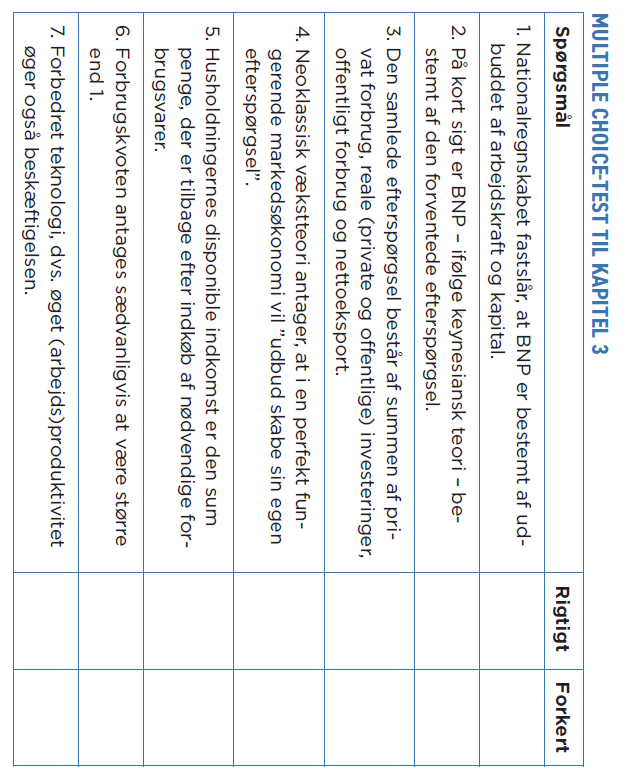 MULTIPLE CHOICE-TEST TIL KAPITEL 3
Spørgsmål Rigtigt Forkert
1. Nationalregnskabet fastslår, at BNP er bestemt af ud-
buddet af arbejdskraft og kapital.
2. På kort sigt er BNP – ifølge keynesiansk teori – be-
stemt af den forventede efterspørgsel.
3. Den samlede efterspørgsel består af summen af pri-
vat forbrug, reale (private og offentlige) investeringer,
offentligt forbrug og nettoeksport.
4. Neoklassisk vækstteori antager, at i en perfekt fun-
gerende markedsøkonomi vil ”udbud skabe sin egen
efterspørgsel”.
5. Husholdningernes disponible indkomst er den sum
penge, der er tilbage efter indkøb af nødvendige for-
brugsvarer.
6. Forbrugskvoten antages sædvanligvis at være større
end 1.
7. Forbedret teknologi, dvs. øget (arbejds)produktivitet
øger også beskæftigelsen.